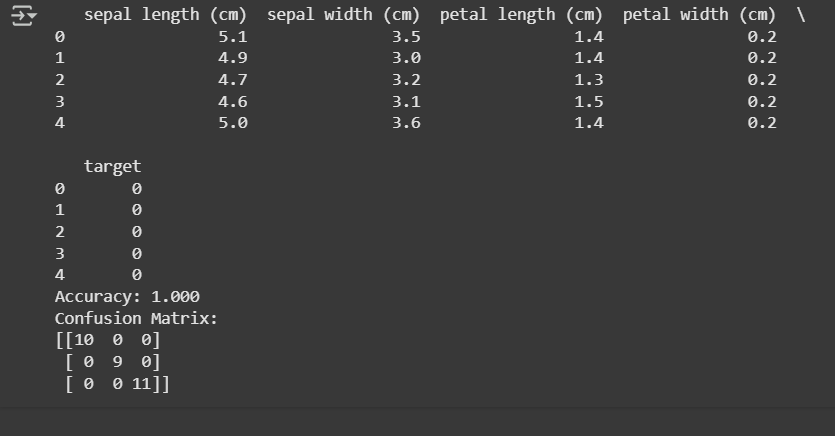 sepal length (cm)  sepal width (cm)  petal length (cm)  petal width (cm)  \
0                5.1               3.5                1.4               0.2
1                4.9               3.0                1.4               0.2
2                4.7               3.2                1.3               0.2
3                4.6               3.1                1.5               0.2
4                5.0               3.6                1.4               0.2
target
0       0
1       0
2       0
3       0
4       0
Accuracy: 1.000
Confusion Matrix:
[[10  0  0]
 [ 0  9  0]
 [ 0  0 11]]